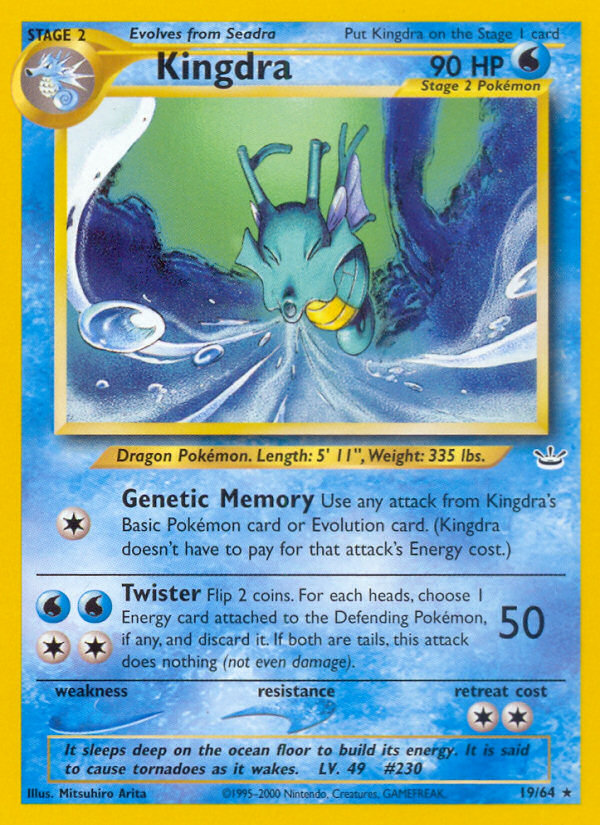 STAGE 2 Evolves from Seadra Put Kingdra on the Stage 1 card
Kingdra 90 HP
Stage 2 Pokémon
Dragon Pokémon. Length: 5' 11", Weight: 335 lbs.
Genetic Memory Use any attack from Kingdra's
Basic Pokémon card or Evolution card. (Kingdra
doesn't have to pay for that attack's Energy cost.)
Twister Flip 2 coins. For each heads, choose 1
Energy card attached to the Defending Pokémon,
if any, and discard it. If both are tails, this attack
does nothing (not even damage).
50
weakness resistance retreat cost
It sleeps deep on the ocean floor to build its energy. It is said
to cause tornadoes as it wakes. LV. 49 #230
Illus. Mitsuhiro Arita ©1995-2000 Nintendo, Creatures, GAMEFREAK. 19/64 ★